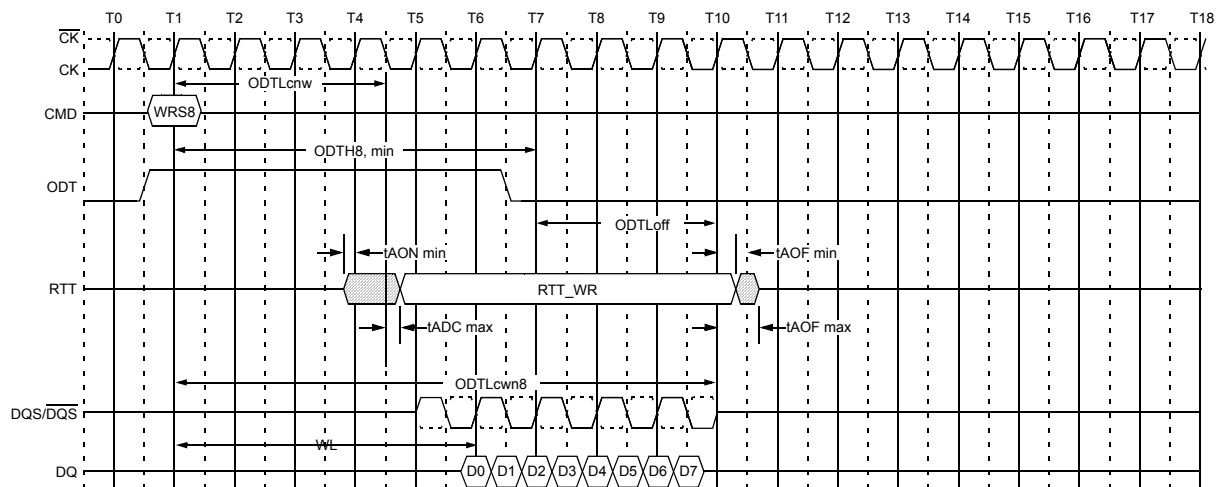 T0 T1 T2 T3 T4 T5 T6 T7 T8 T9 T10 T11 T12 T13 T14 T15 T16 T17 T18
CK
CK
ODTLcnw
CMD WRS8
ODTH8, min
ODT
ODTLoff
tAON min tAOF min
RTT RTT_WR
tADC max tAOF max
ODTLcwn8
DQS/DQS
WL
DQ D0 D1 D2 D3 D4 D5 D6 D7